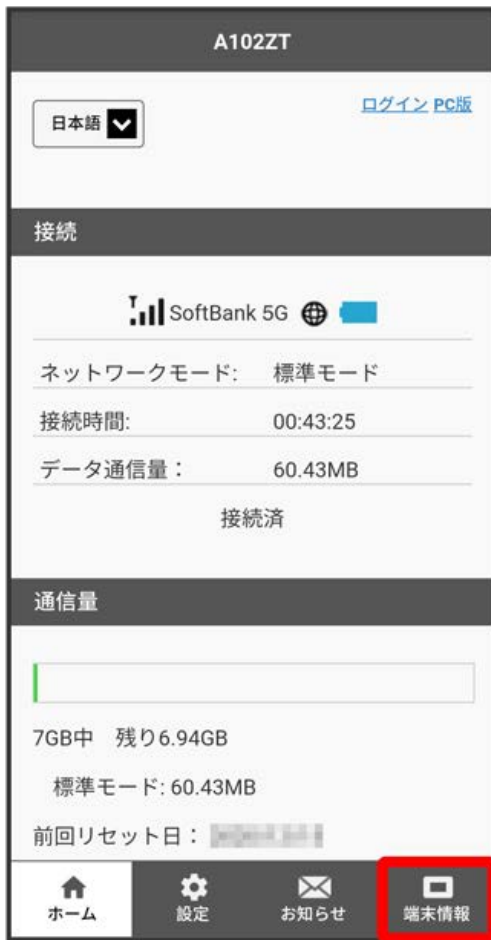 A102ZT
ログイン PC版
日本語
接続
SoftBank 5G
ネットワークモード: 標準モード
接続時間: 00:43:25
データ通信量： 60.43MB
接続済
通信量
7GB中　残り6.94GB
標準モード: 60.43MB
前回リセット日：
ホーム 設定 お知らせ 端末情報